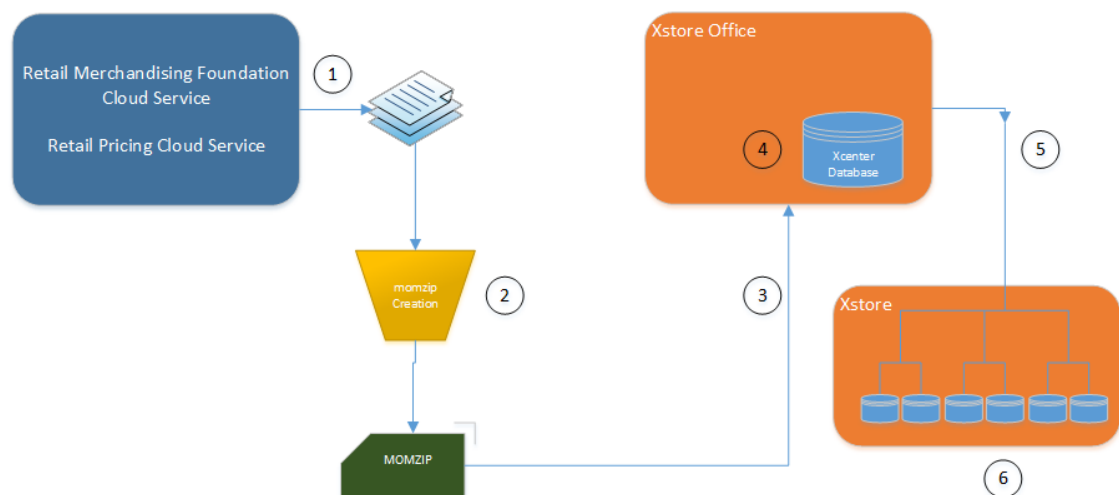 Retail Merchandising Foundation
Cloud Service
Retail Pricing Cloud Service
1
momzip
Creation
2
MOMZIP
3
Xstore Office
4
Xcenter
Database
5
Xstore
6